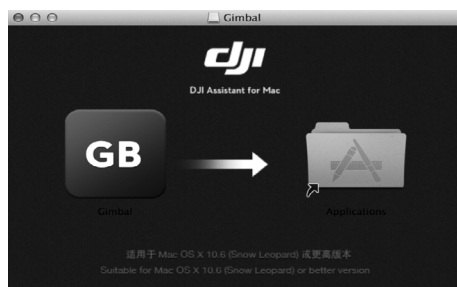 Gimbal
dji
DJI Assistant for Mac
GB
Gimbal
Applications
适用于 Mac OS X 10.6 (Snow Leopard) 或更高版本
Suitable for Mac OS X 10.6 (Snow Leopard) or better version